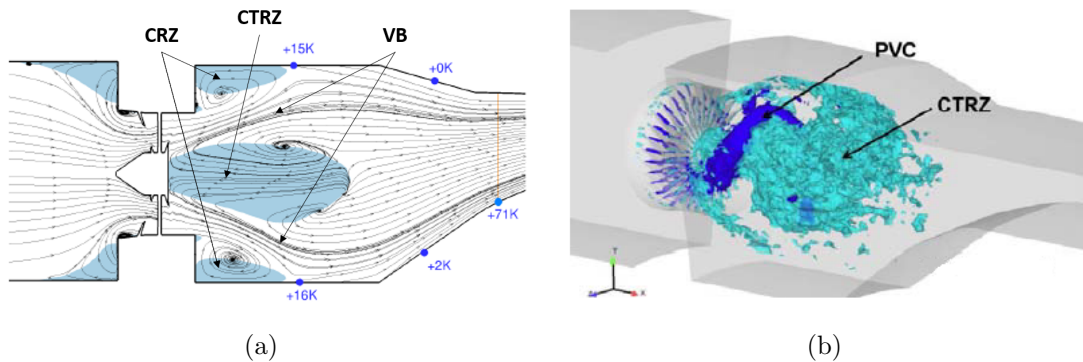 CTRZ
CRZ
VB
+15K
+0K
+71K
+2K
+16K
(a)
PVC
CTRZ
Y
X
(b)